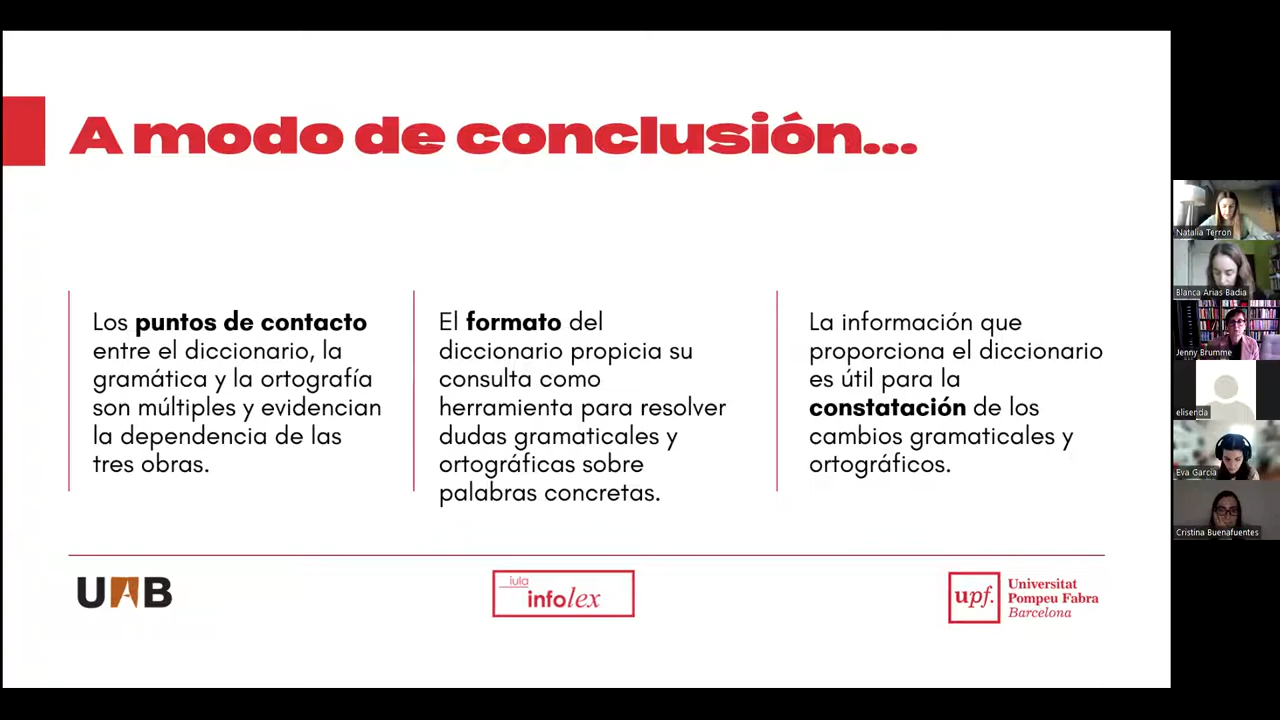 A modo de conclusión...
Los puntos de contacto
entre el diccionario, la
gramática y la ortografía
son múltiples y evidencian
la dependencia de las
tres obras.
El formato del
diccionario propicia su
consulta como
herramienta para resolver
dudas gramaticales y
ortográficas sobre
palabras concretas.
La información que
proporciona el diccionario
es útil para la
constatación de los
cambios gramaticales y
ortográficos.
UAB
iula
infolex
upf.
Universitat
Pompeu Fabra
Barcelona
Natalia Terron
Blanca Arias Badia
Jenny Brumme
elisenda
Eva García
Cristina Buenafuentes